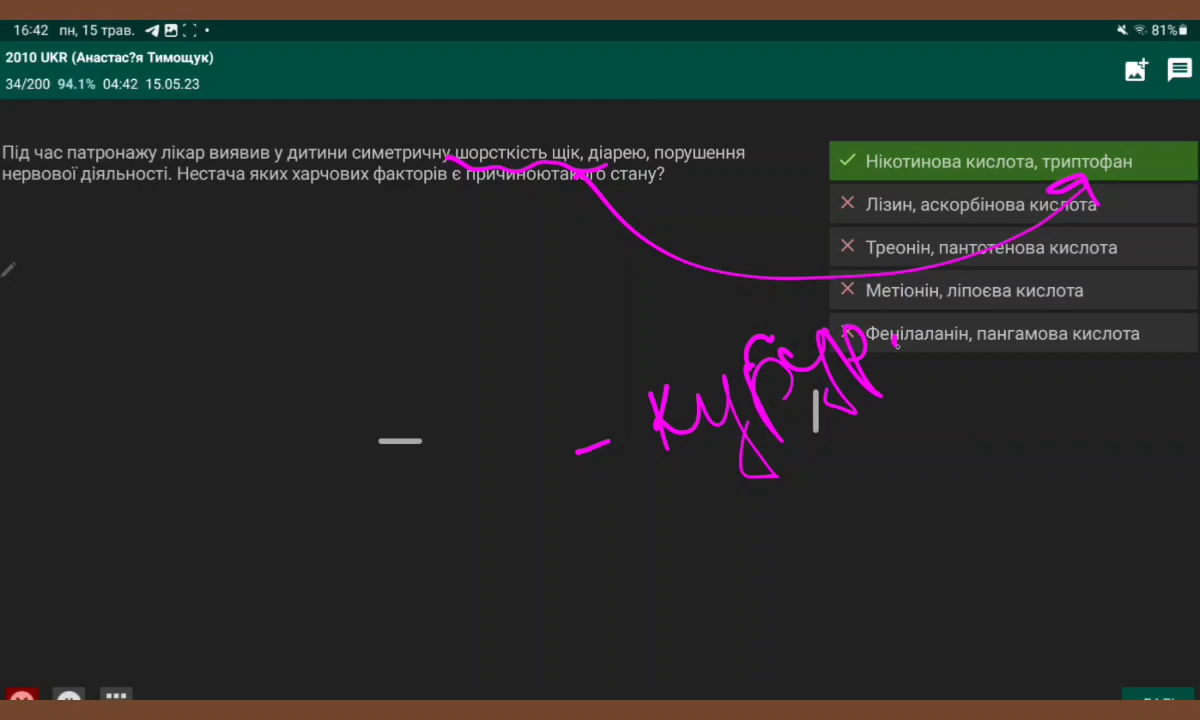 16:42 пн, 15 трав. 81%
2010 UKR (Анастас?я Тимощук)
34/200 94.1% 04:42 15.05.23
Під час патронажу лікар виявив у дитини симетричну шорсткість щік, діарею, порушення
нервової діяльності. Нестача яких харчових факторів є причиноютакого стану?
Нікотинова кислота, триптофан
Лізин, аскорбінова кислота
Треонін, пантотенова кислота
Метіонін, ліпоєва кислота
Фенілаланін, пангамова кислота